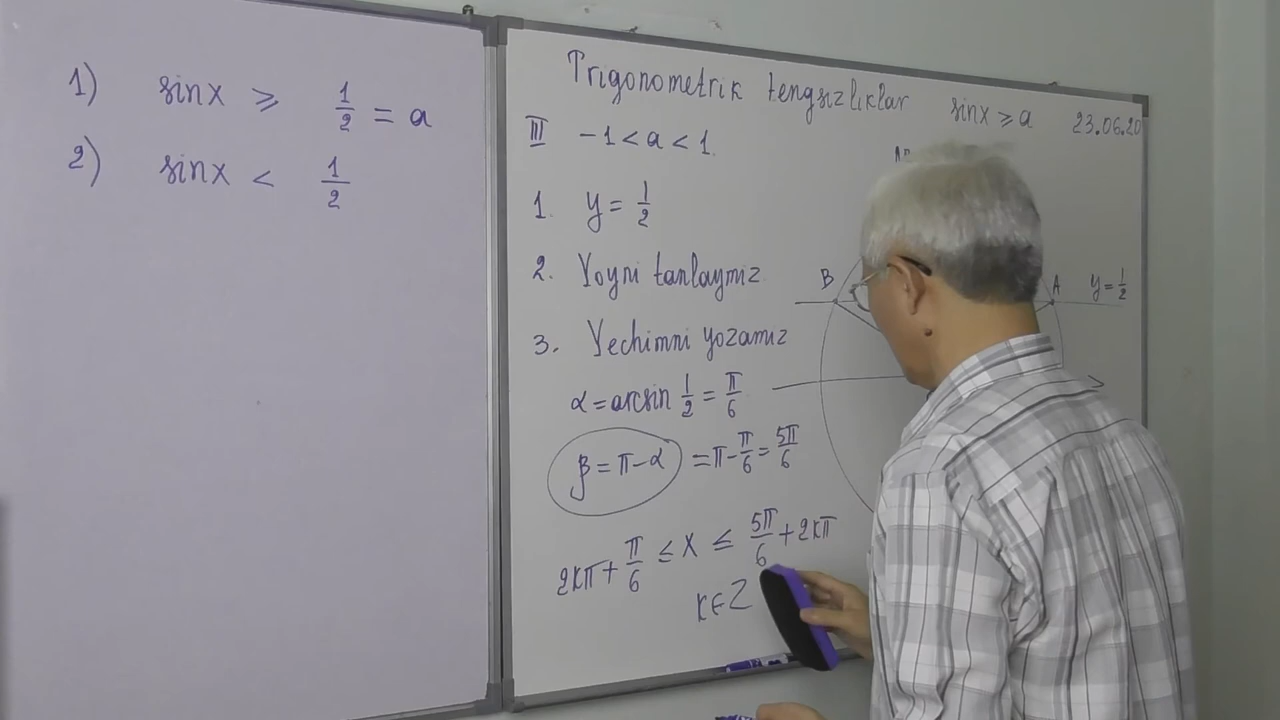 1) sinx ⩾ 1/2 = a
2) sinx < 1/2
Trigonometrik tengsizliklar sinx ⩾ a 23.06.20
III -1 < a < 1.
1. y = 1/2
2. Yoyni tanlaymiz
3. Yechimni yozamiz
α = arcsin 1/2 = π/6
β = π-α = π - π/6 = 5π/6
2kπ + π/6 ≤ x ≤ 5π/6 + 2kπ
k∈Z
B
A
y = 1/2